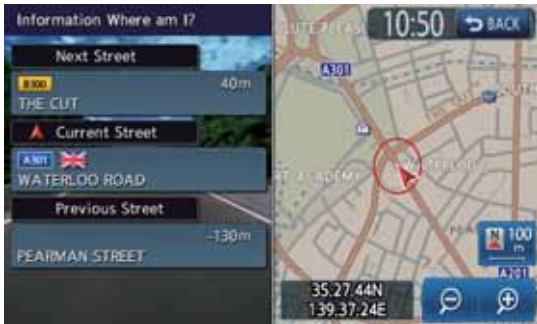 Information Where am I?
Next Street
B300
40m
THE CUT
Current Street
A301
WATERLOO ROAD
Previous Street
-130m
PEARMAN STREET
10:50
BACK
A301
WATERLOO
ACADEMY
100
m
A201
35.27.44N
139.37.24E